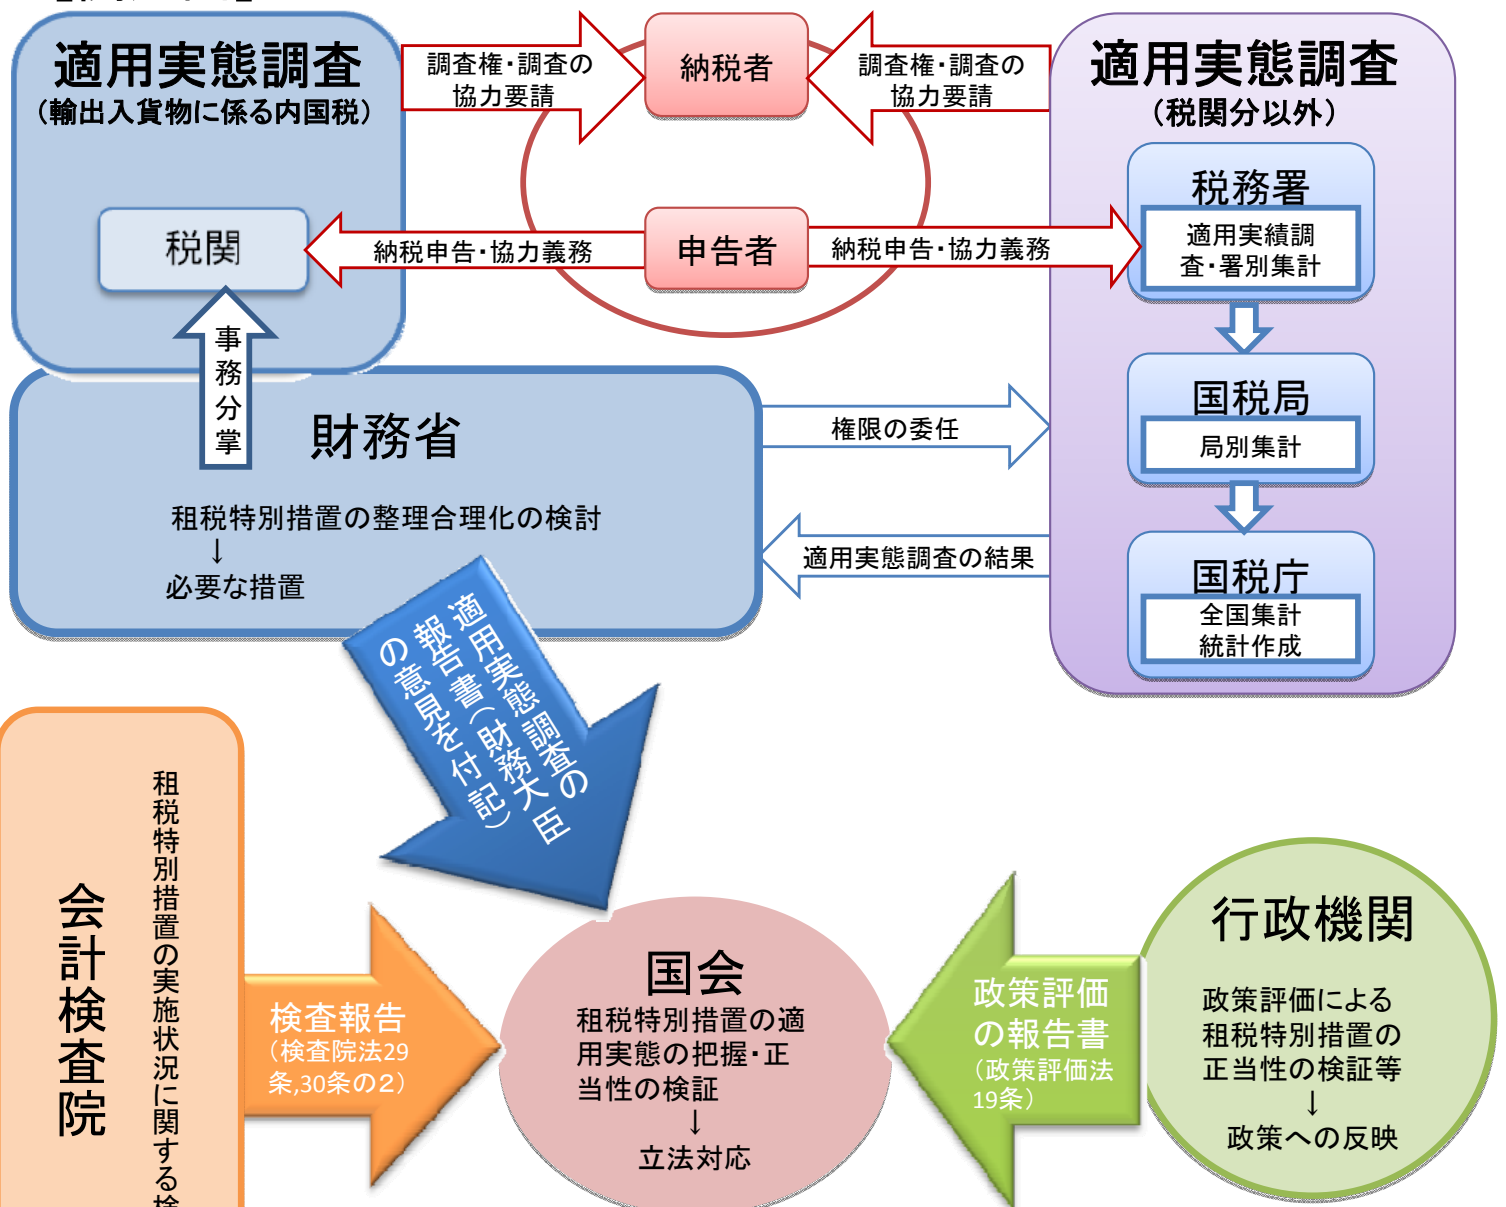 適用実態調査
（輸出入貨物に係る内国税）
税関
事務分掌
調査権・調査の
協力要請
納税者
調査権・調査の
協力要請
納税申告・協力義務
申告者
納税申告・協力義務
適用実態調査
（税関分以外）
税務署
適用実績調
査・署別集計
国税局
局別集計
国税庁
全国集計
統計作成
財務省
租税特別措置の整理合理化の検討
↓
必要な措置
権限の委任
適用実態調査の結果
適用実態調査の
報告書（財務大臣
の意見を付記）
会計検査院
租税特別措置の実施状況に関する検
検査報告
（検査院法29
条,30条の2）
国会
租税特別措置の適
用実態の把握・正
当性の検証
↓
立法対応
政策評価
の報告書
（政策評価法
19条）
行政機関
政策評価による
租税特別措置の
正当性の検証等
↓
政策への反映